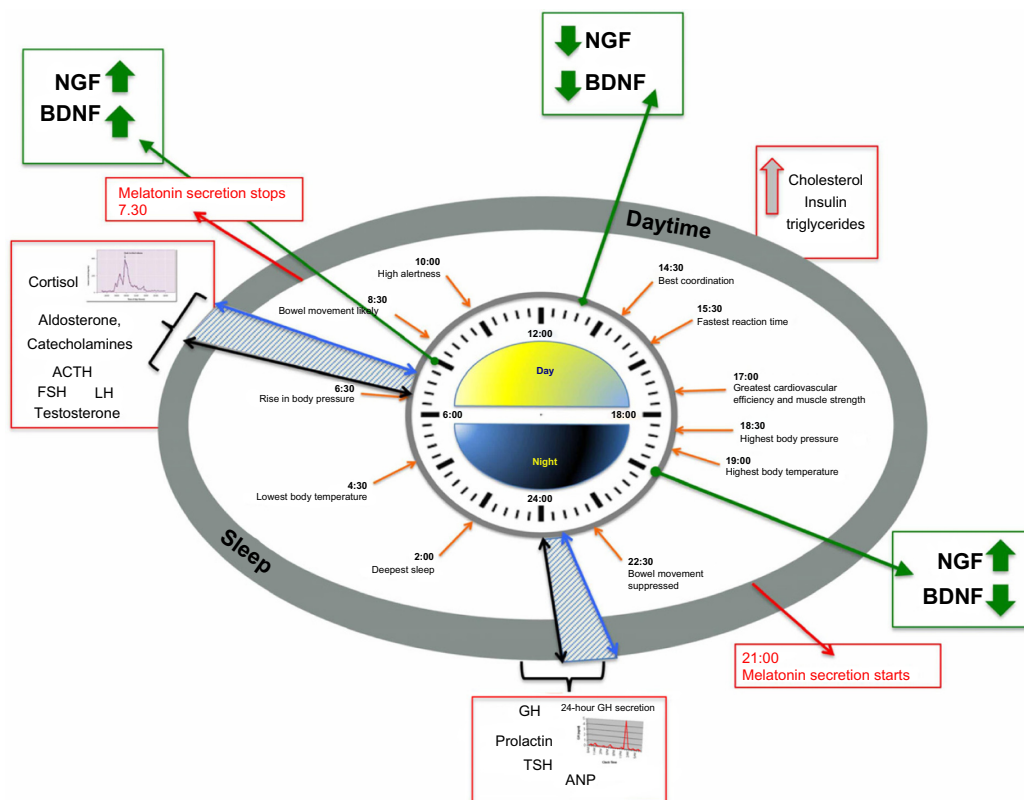 NGF
BDNF
NGF
BDNF
Melatonin secretion stops
7.30
Cholesterol
Insulin
triglycerides
Daytime
Cortisol
Aldosterone,
Catecholamines
ACTH
FSH LH
Testosterone
10:00
High alertness
8:30
Bowel movement likely
6:30
Rise in body pressure
4:30
Lowest body temperature
2:00
Deepest sleep
14:30
Best coordination
15:30
Fastest reaction time
17:00
Greatest cardiovascular
efficiency and muscle strength
18:30
Highest body pressure
19:00
Highest body temperature
22:30
Bowel movement
suppressed
12:00
Day
6:00
18:00
Night
24:00
Sleep
NGF
BDNF
21:00
Melatonin secretion starts
GH
24-hour GH secretion
Prolactin
TSH
ANP